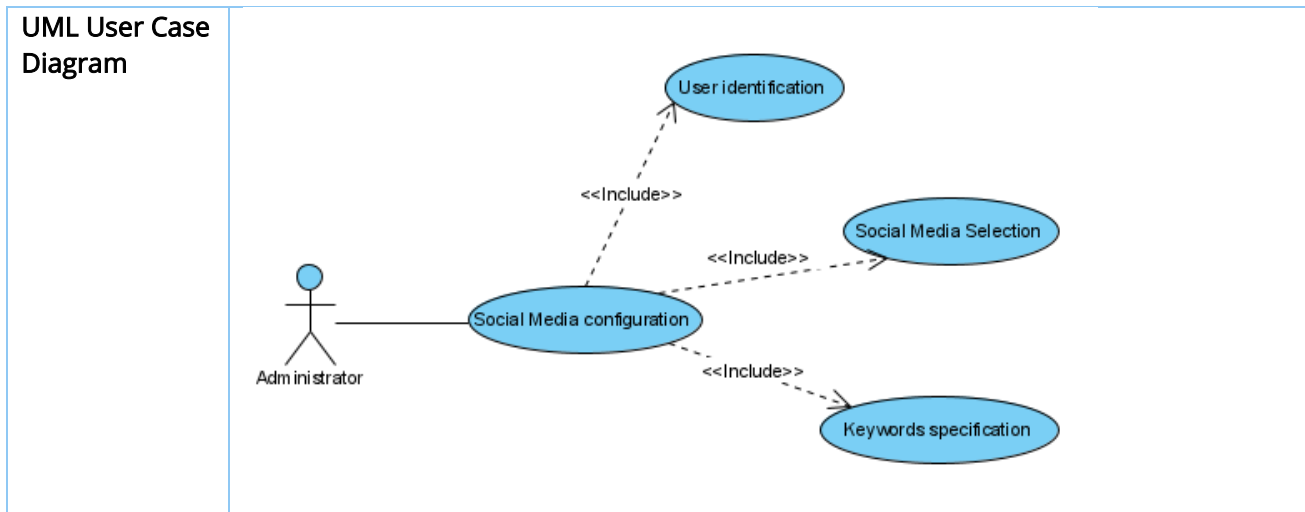 UML User Case
Diagram
User identification
<<Include>>
Social Media Selection
<<Include>>
Social Media configuration
<<Include>>
Administrator
Keywords specification